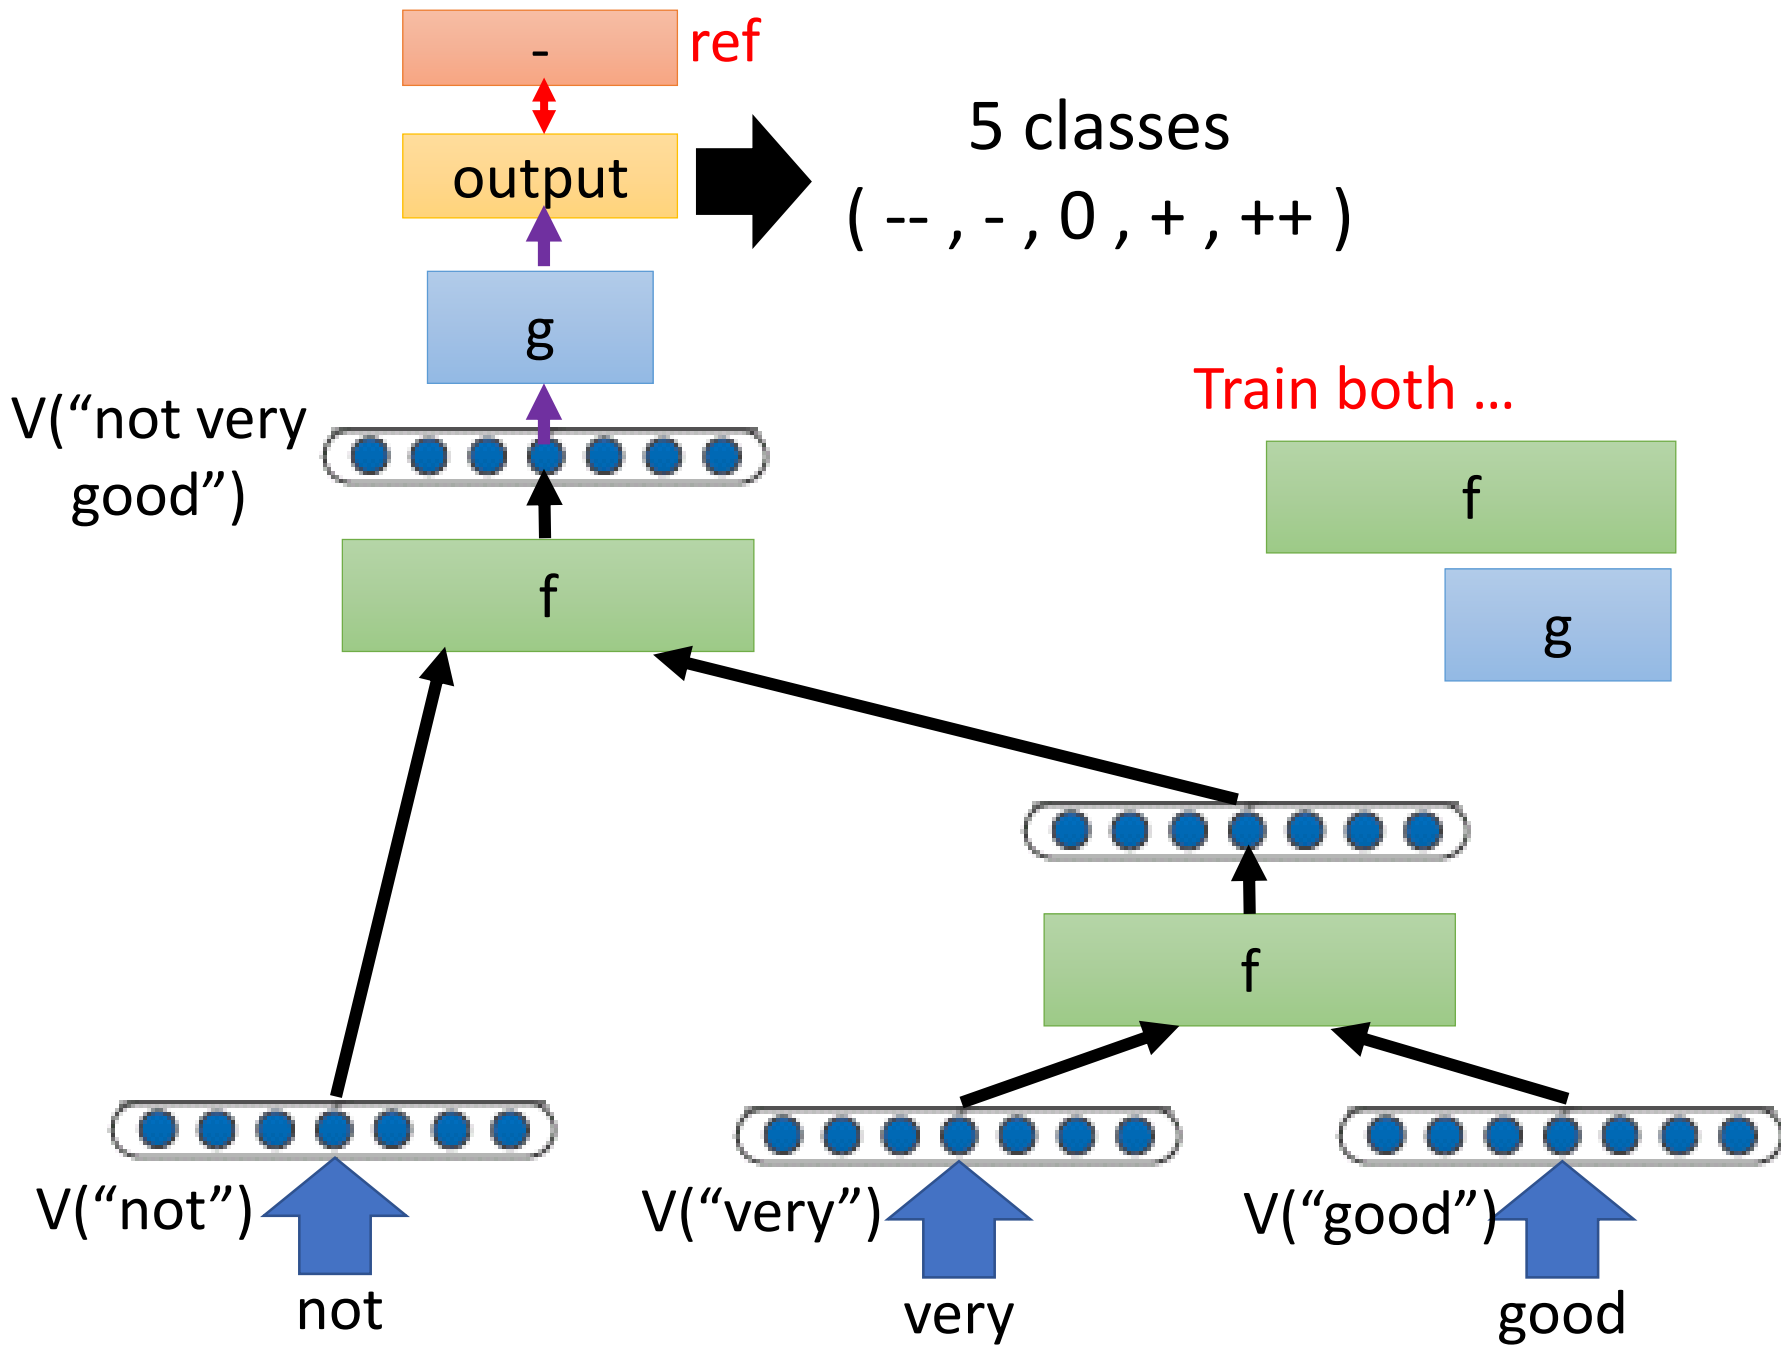 -
ref
output
5 classes
( -- , - , 0 , + , ++ )
g
V(“not very
good”)
Train both ...
f
g
f
f
V(“not”)
V(“very”)
V(“good”)
not
very
good